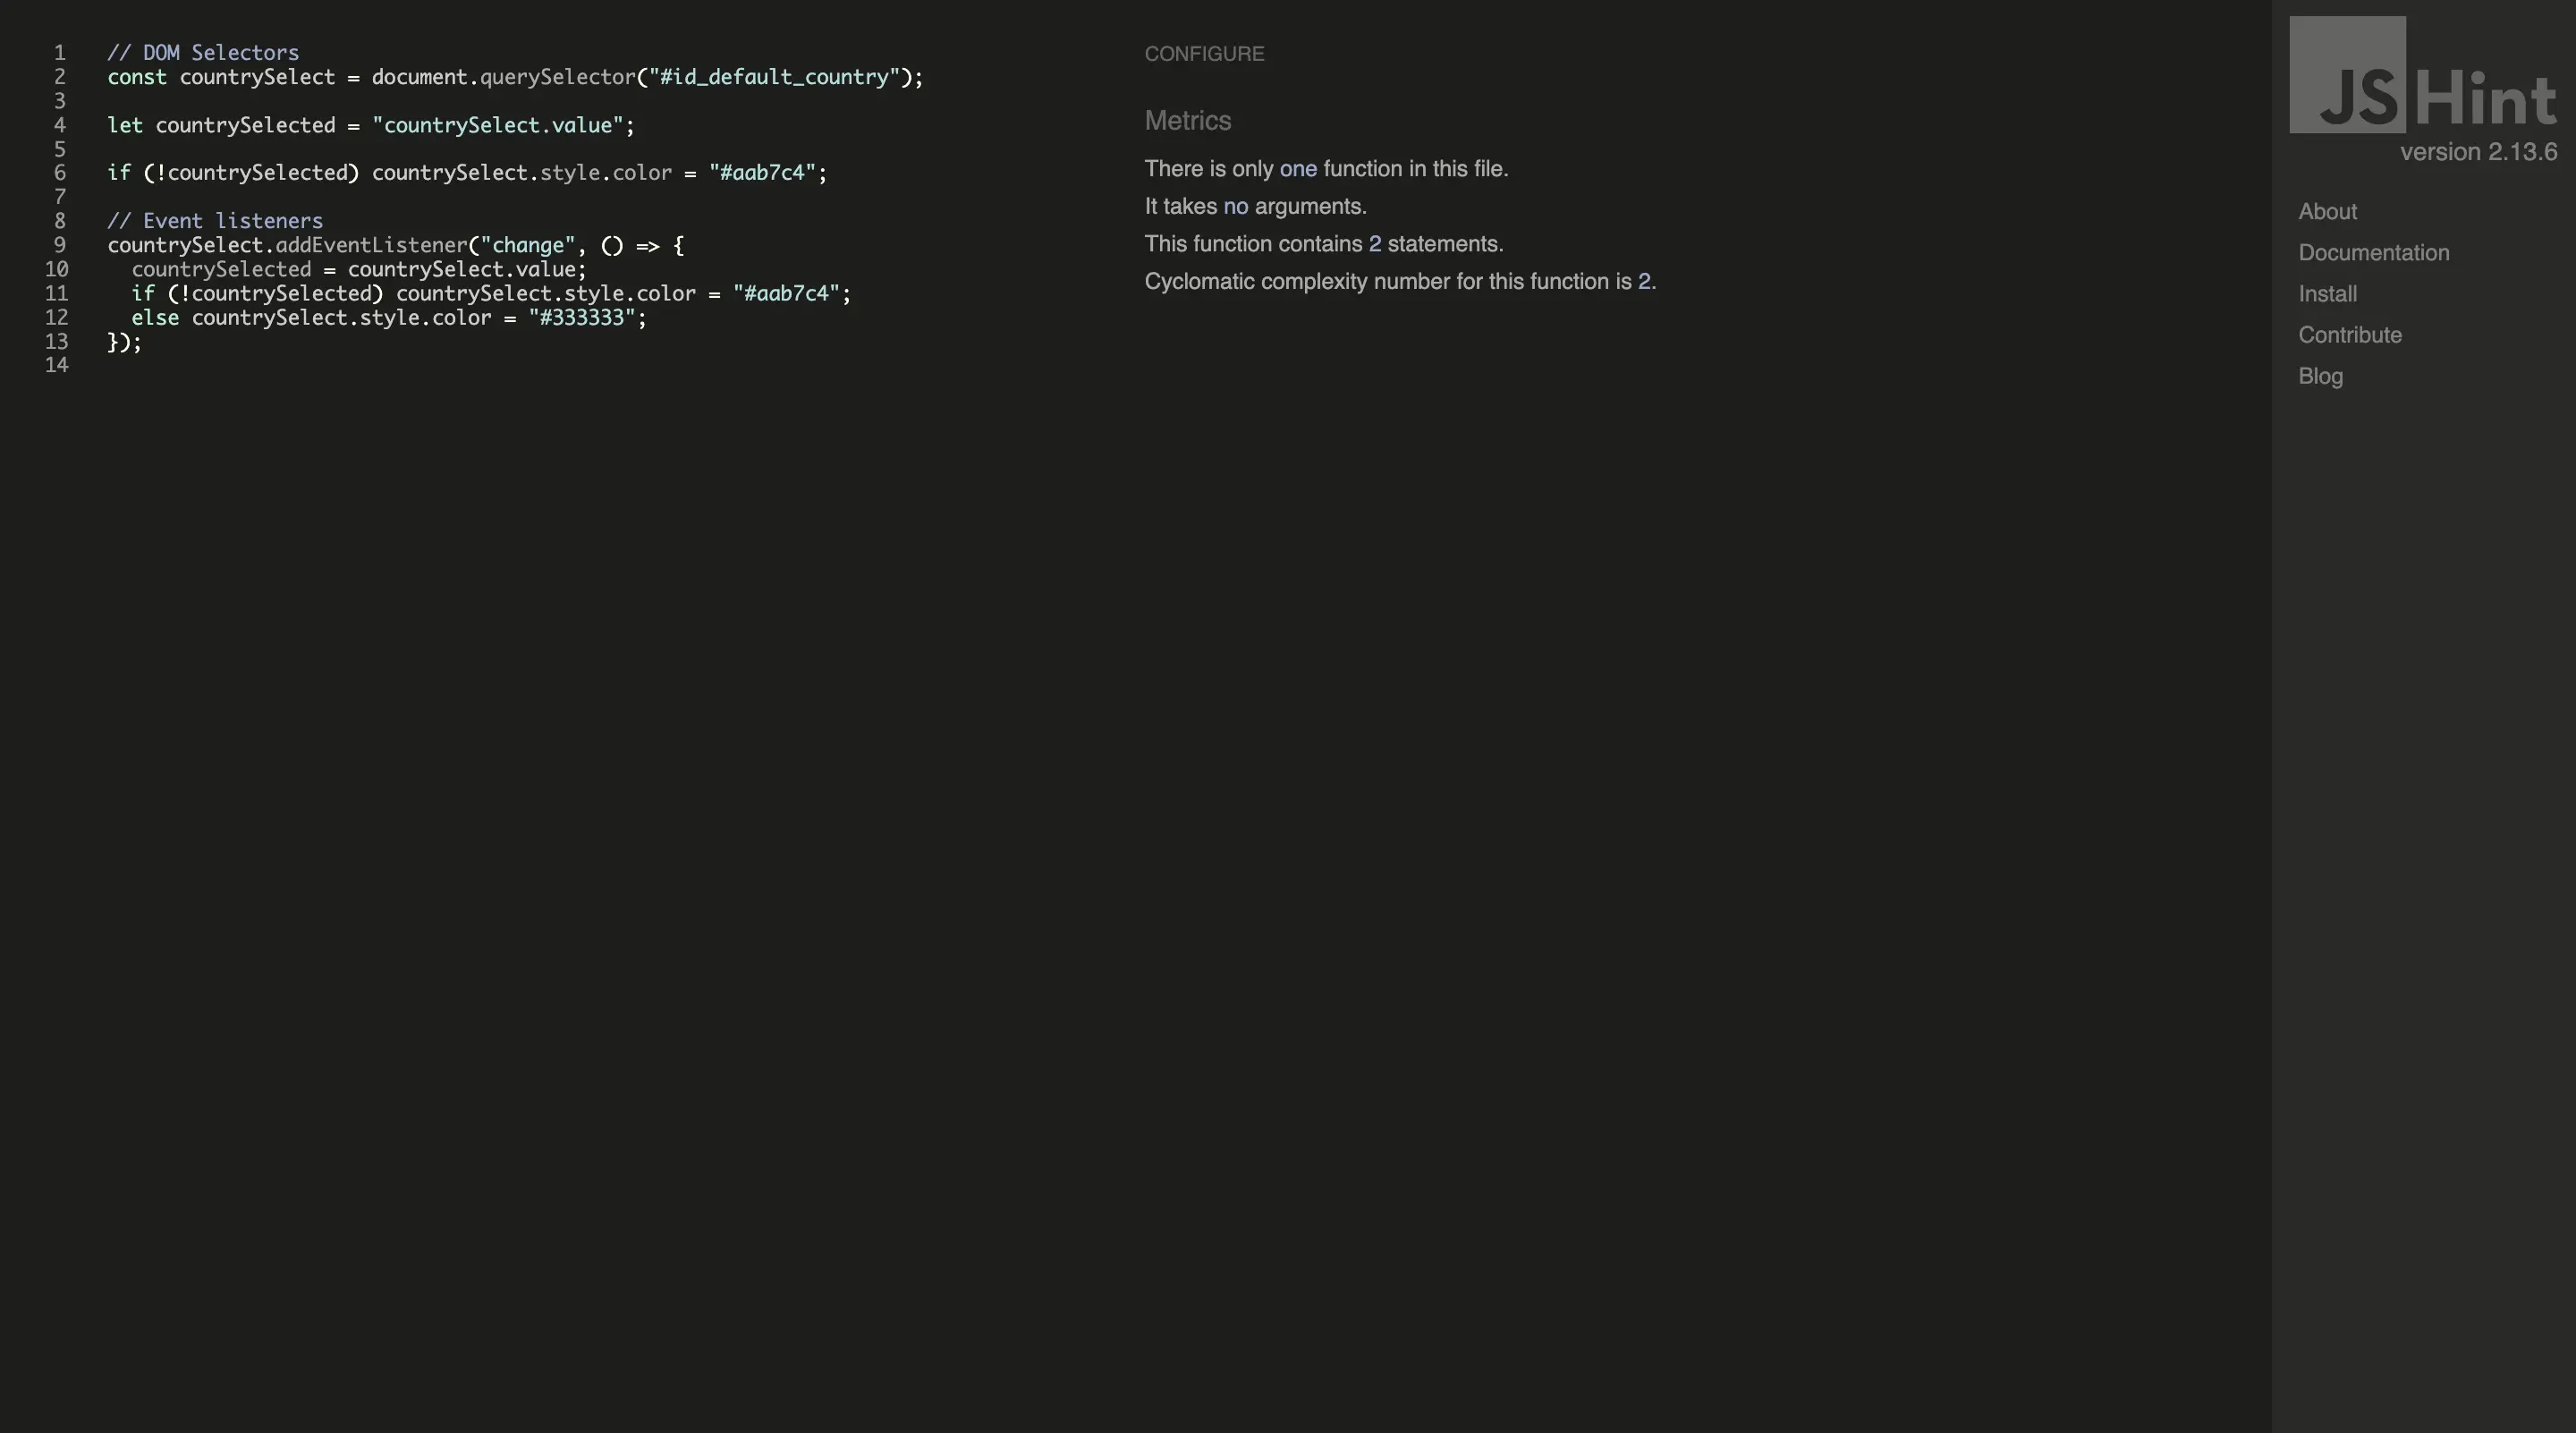 1 // DOM Selectors
2 const countrySelect = document.querySelector("#id_default_country");
3
4 let countrySelected = "countrySelect.value";
5
6 if (!countrySelected) countrySelect.style.color = "#aab7c4";
7
8 // Event listeners
9 countrySelect.addEventListener("change", () => {
10   countrySelected = countrySelect.value;
11   if (!countrySelected) countrySelect.style.color = "#aab7c4";
12   else countrySelect.style.color = "#333333";
13 });
14
CONFIGURE
Metrics
There is only one function in this file.
It takes no arguments.
This function contains 2 statements.
Cyclomatic complexity number for this function is 2.
JSHint
version 2.13.6
About
Documentation
Install
Contribute
Blog